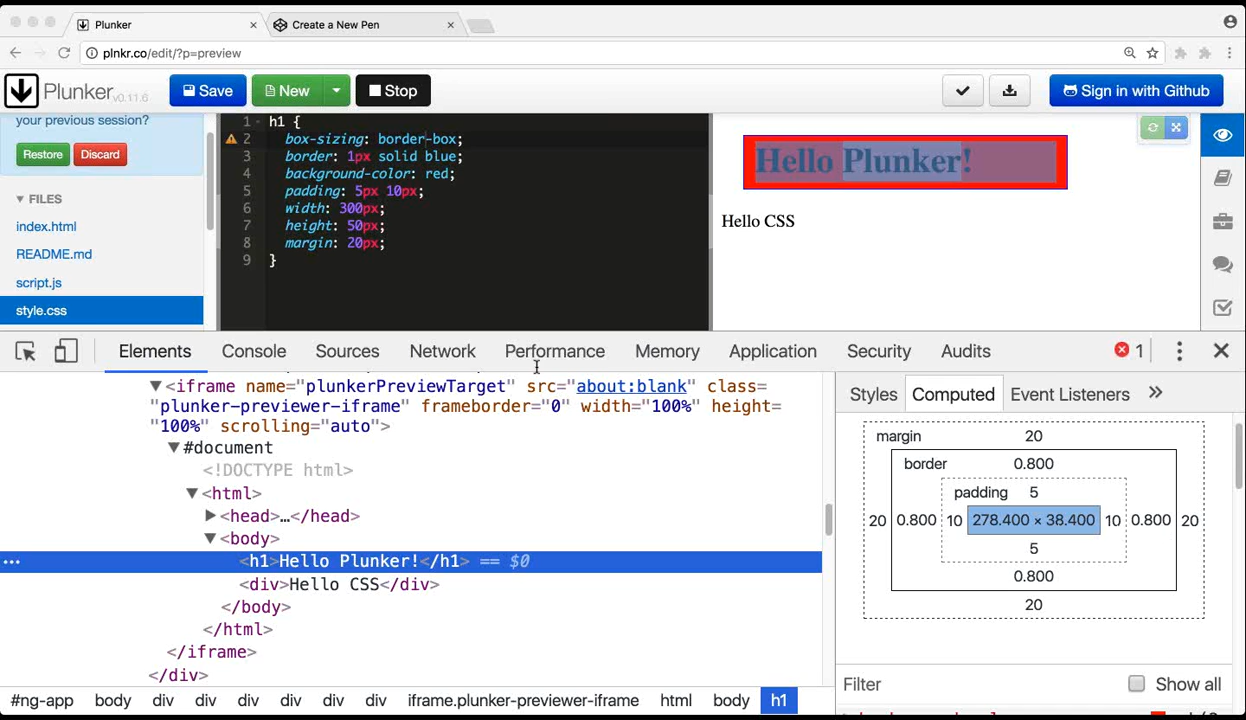 Plunker
Create a New Pen
plnkr.co/edit/?p=preview
Plunker v0.11.6
Save
New
Stop
Sign in with Github
your previous session?
Restore
Discard
FILES
index.html
README.md
script.js
style.css
1 h1 {
2 box-sizing: border-box;
3 border: 1px solid blue;
4 background-color: red;
5 padding: 5px 10px;
6 width: 300px;
7 height: 50px;
8 margin: 20px;
9 }
Hello Plunker!
Hello CSS
Elements Console Sources Network Performance Memory Application Security Audits 1
<iframe name="plunkerPreviewTarget" src="about:blank" class=
"plunker-previewer-iframe" frameborder="0" width="100%" height=
"100%" scrolling="auto">
#document
<!DOCTYPE html>
<html>
<head>…</head>
<body>
<h1>Hello Plunker!</h1> == $0
<div>Hello CSS</div>
</body>
</html>
</iframe>
</div>
#ng-app body div div div div div div iframe.plunker-previewer-iframe html body h1
Styles Computed Event Listeners
margin 20
border 0.800
padding 5
20 0.800 10 278.400 × 38.400 10 0.800 20
5
0.800
20
Filter
Show all